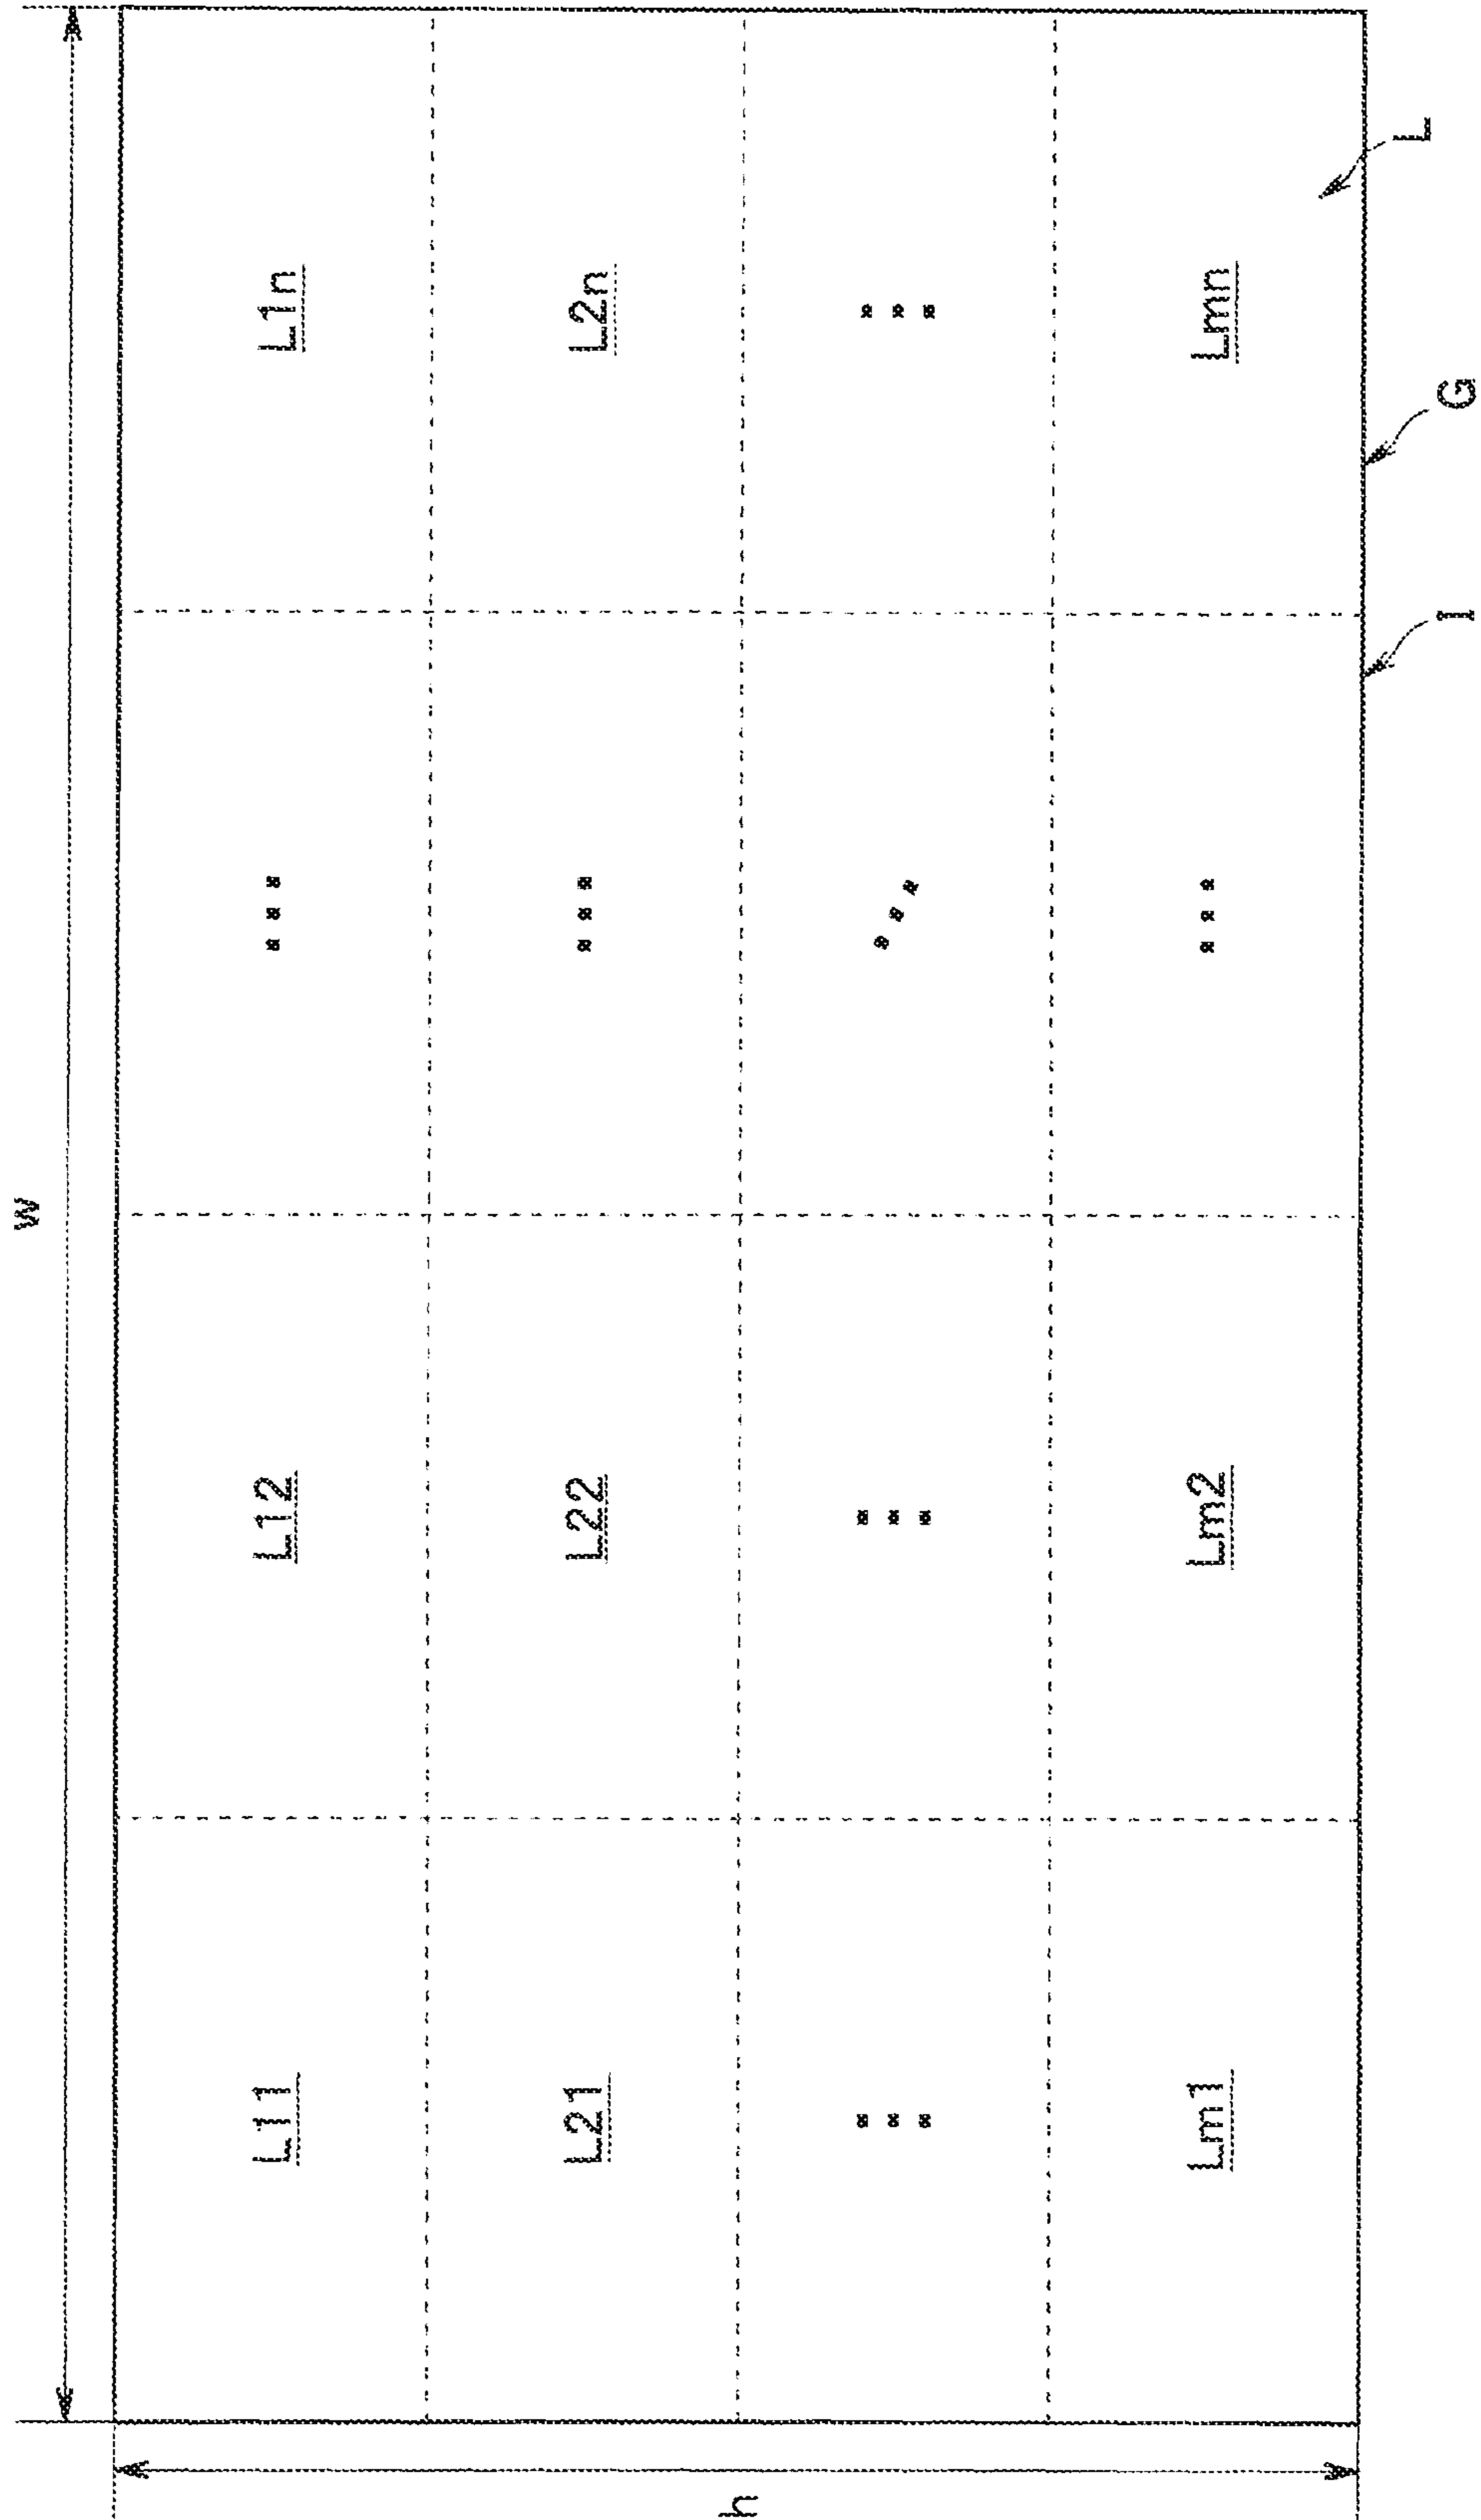 w
L11 L12 ... L1n
L21 L22 ... L2n
h
Lm1 Lm2 ... Lmn
L
I G